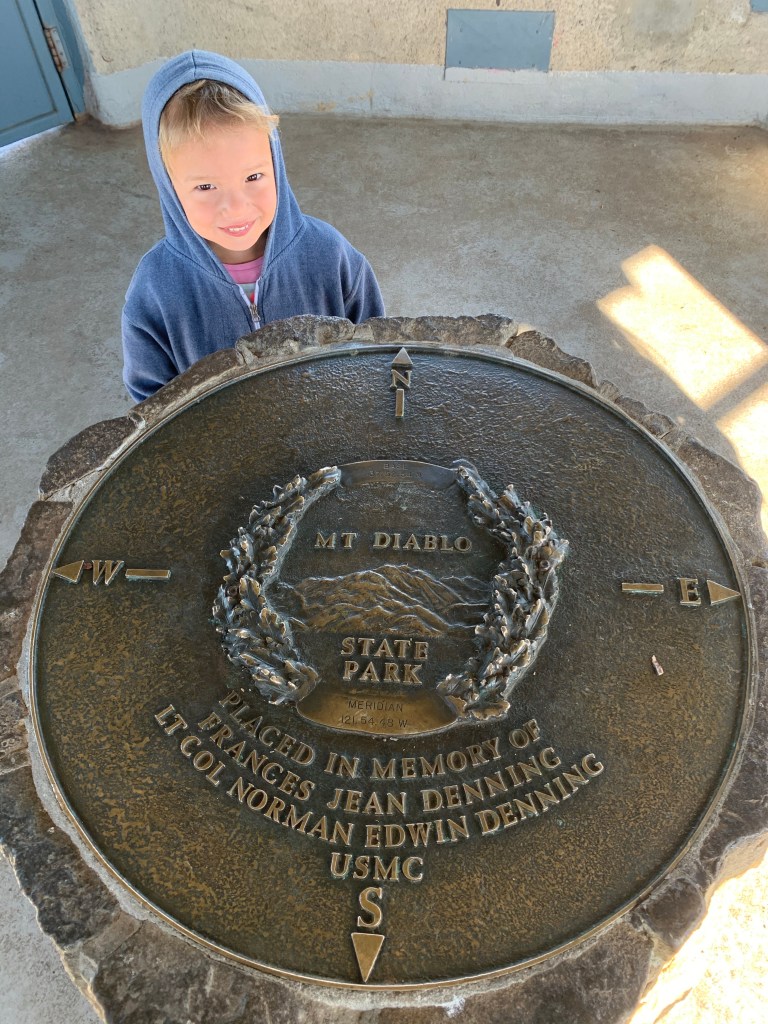 N
MT DIABLO
W
E
STATE
PARK
MERIDIAN
121 54 48 W
PLACED IN MEMORY OF
FRANCES JEAN DENNING
LT COL NORMAN EDWIN DENNING
USMC
S